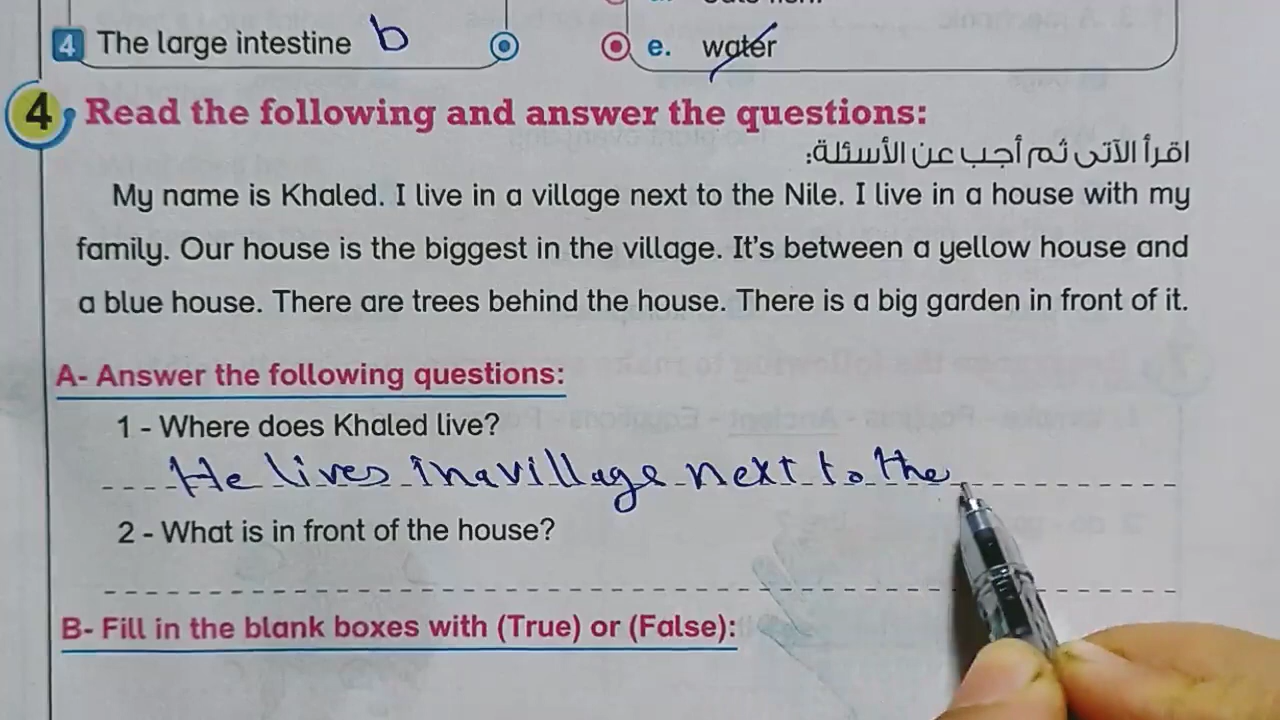 4 The large intestine b
e. water
4 Read the following and answer the questions:
اقرأ الآتى ثم أجب عن الأسئلة:
My name is Khaled. I live in a village next to the Nile. I live in a house with my
family. Our house is the biggest in the village. It's between a yellow house and
a blue house. There are trees behind the house. There is a big garden in front of it.
A- Answer the following questions:
1 - Where does Khaled live?
He lives in a village next to the
2 - What is in front of the house?
B- Fill in the blank boxes with (True) or (False):